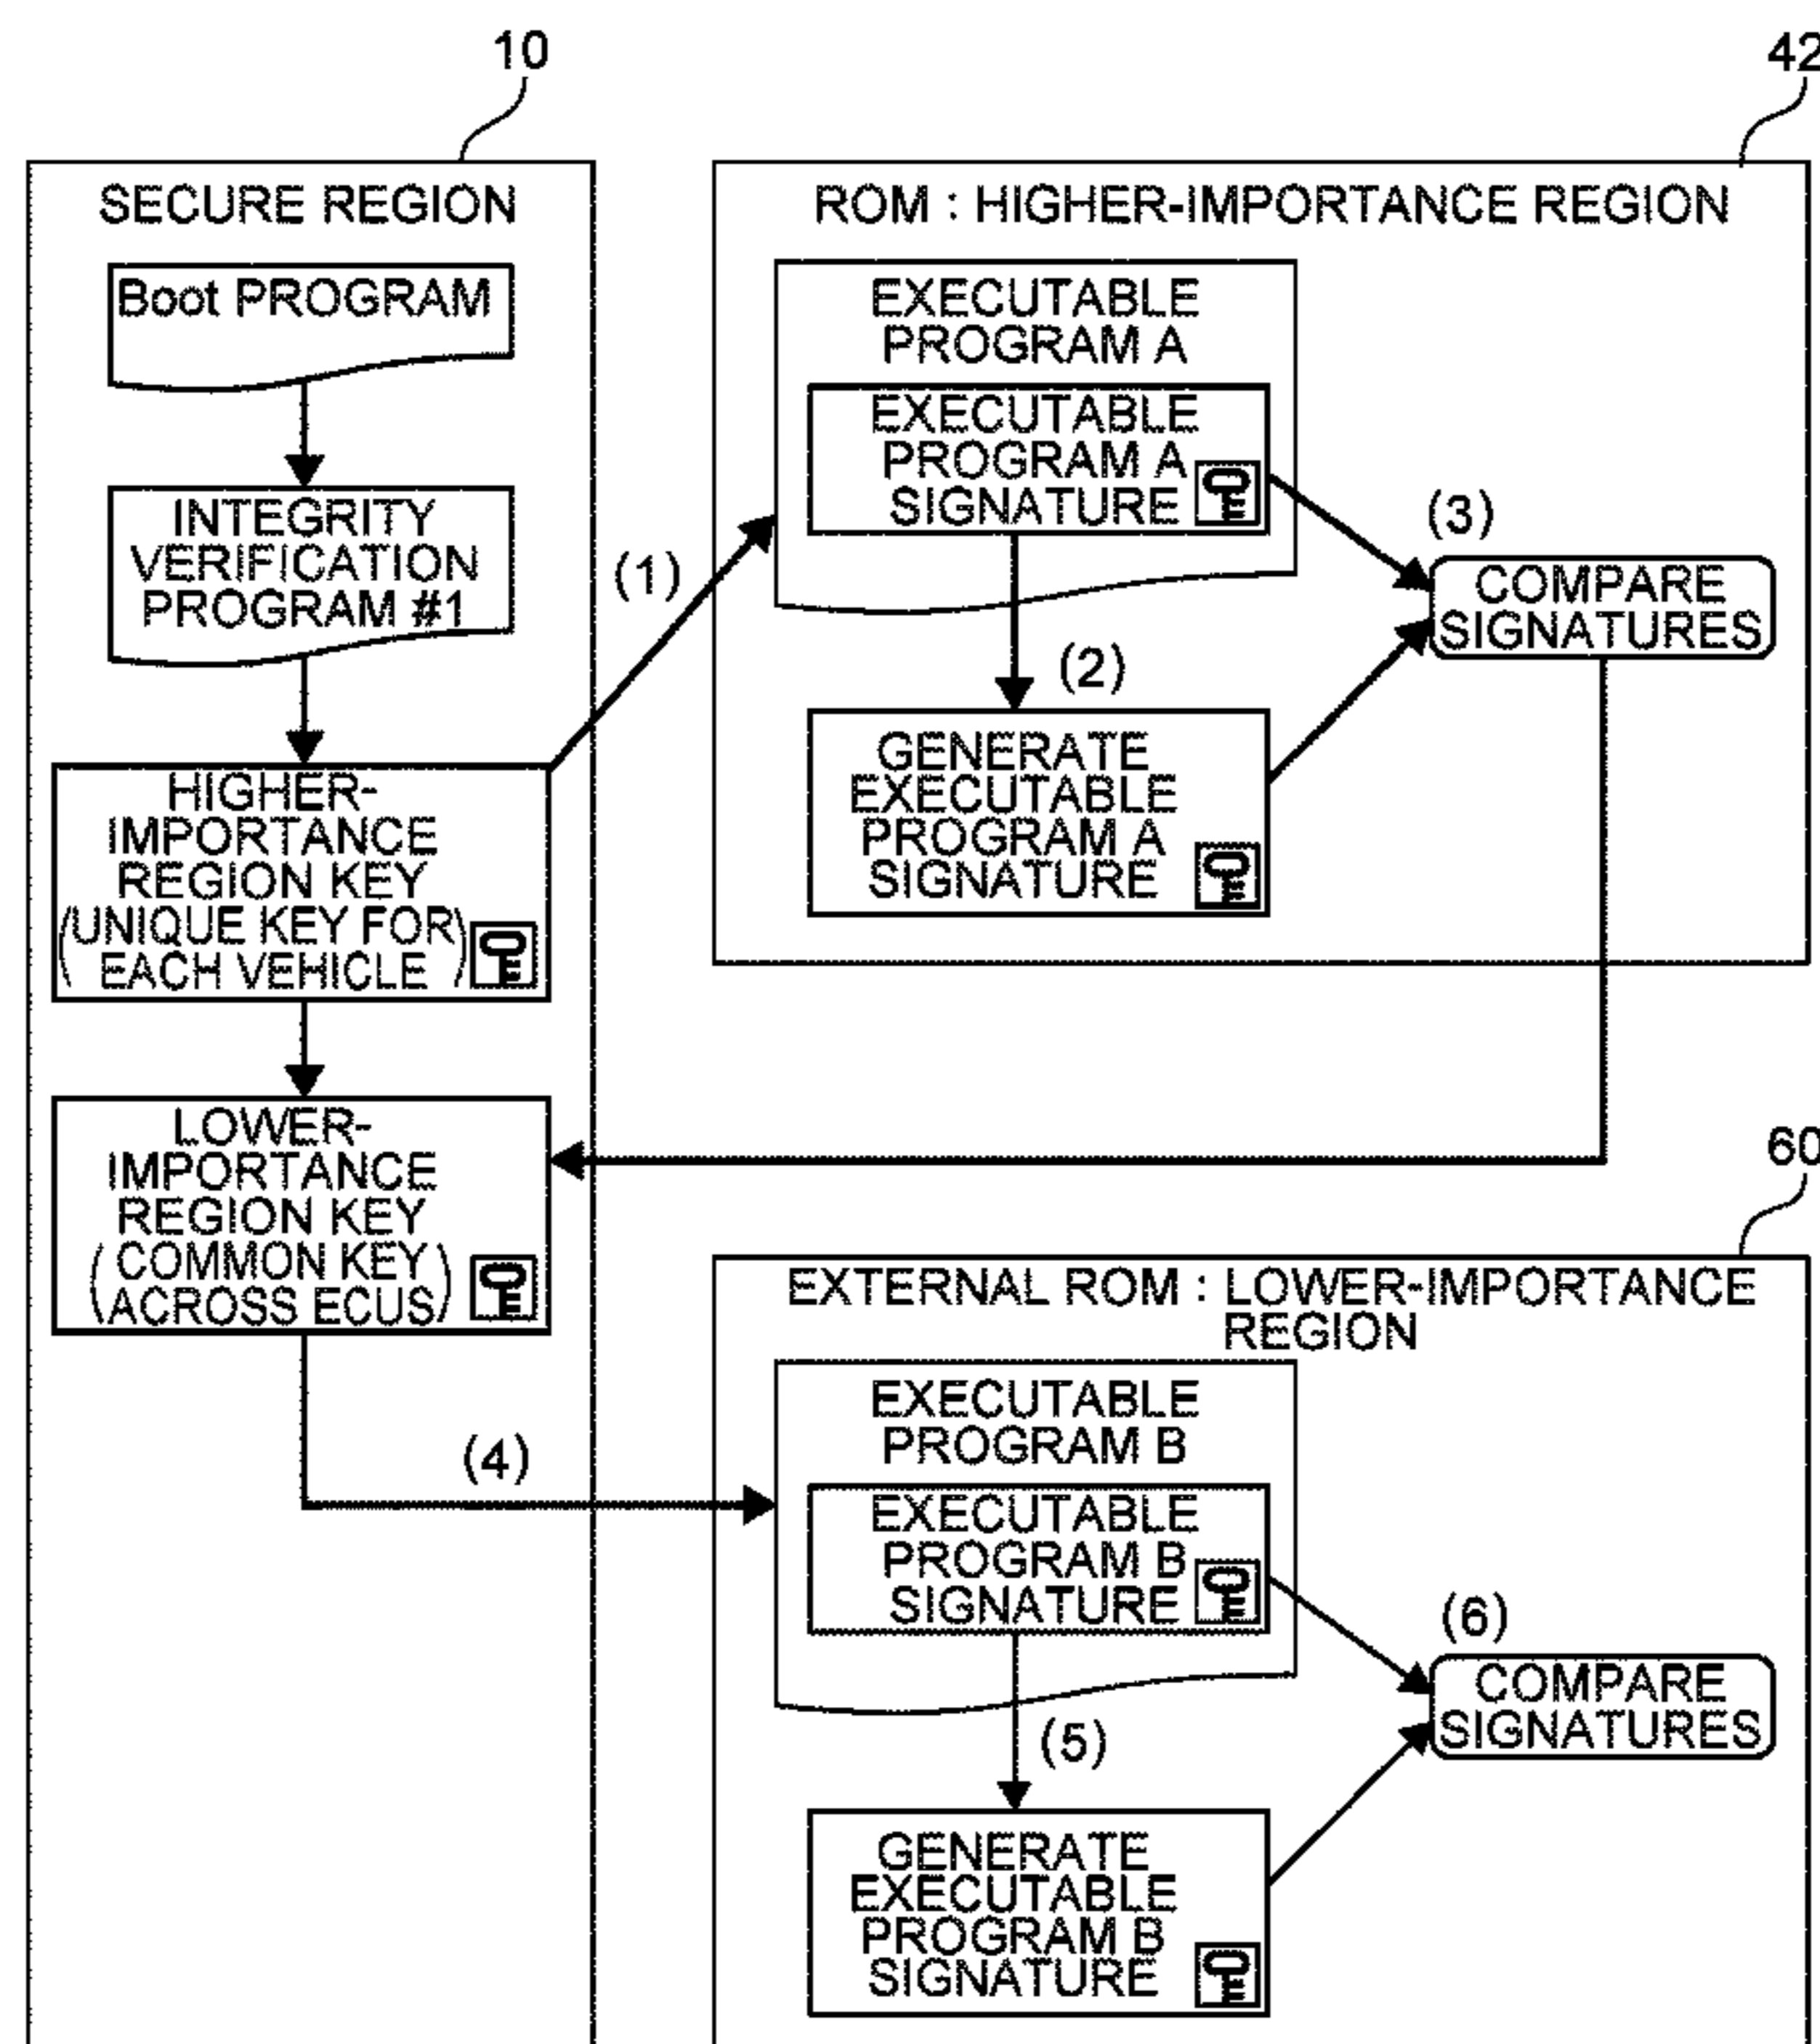 10
42
SECURE REGION
Boot PROGRAM
INTEGRITY
VERIFICATION
PROGRAM #1
HIGHER-
IMPORTANCE
REGION KEY
(UNIQUE KEY FOR
EACH VEHICLE)
LOWER-
IMPORTANCE
REGION KEY
(COMMON KEY
ACROSS ECUS)
(1)
ROM : HIGHER-IMPORTANCE REGION
EXECUTABLE
PROGRAM A
EXECUTABLE
PROGRAM A
SIGNATURE
(2)
(3)
COMPARE
SIGNATURES
GENERATE
EXECUTABLE
PROGRAM A
SIGNATURE
60
(4)
EXTERNAL ROM : LOWER-IMPORTANCE
REGION
EXECUTABLE
PROGRAM B
EXECUTABLE
PROGRAM B
SIGNATURE
(5)
(6)
COMPARE
SIGNATURES
GENERATE
EXECUTABLE
PROGRAM B
SIGNATURE